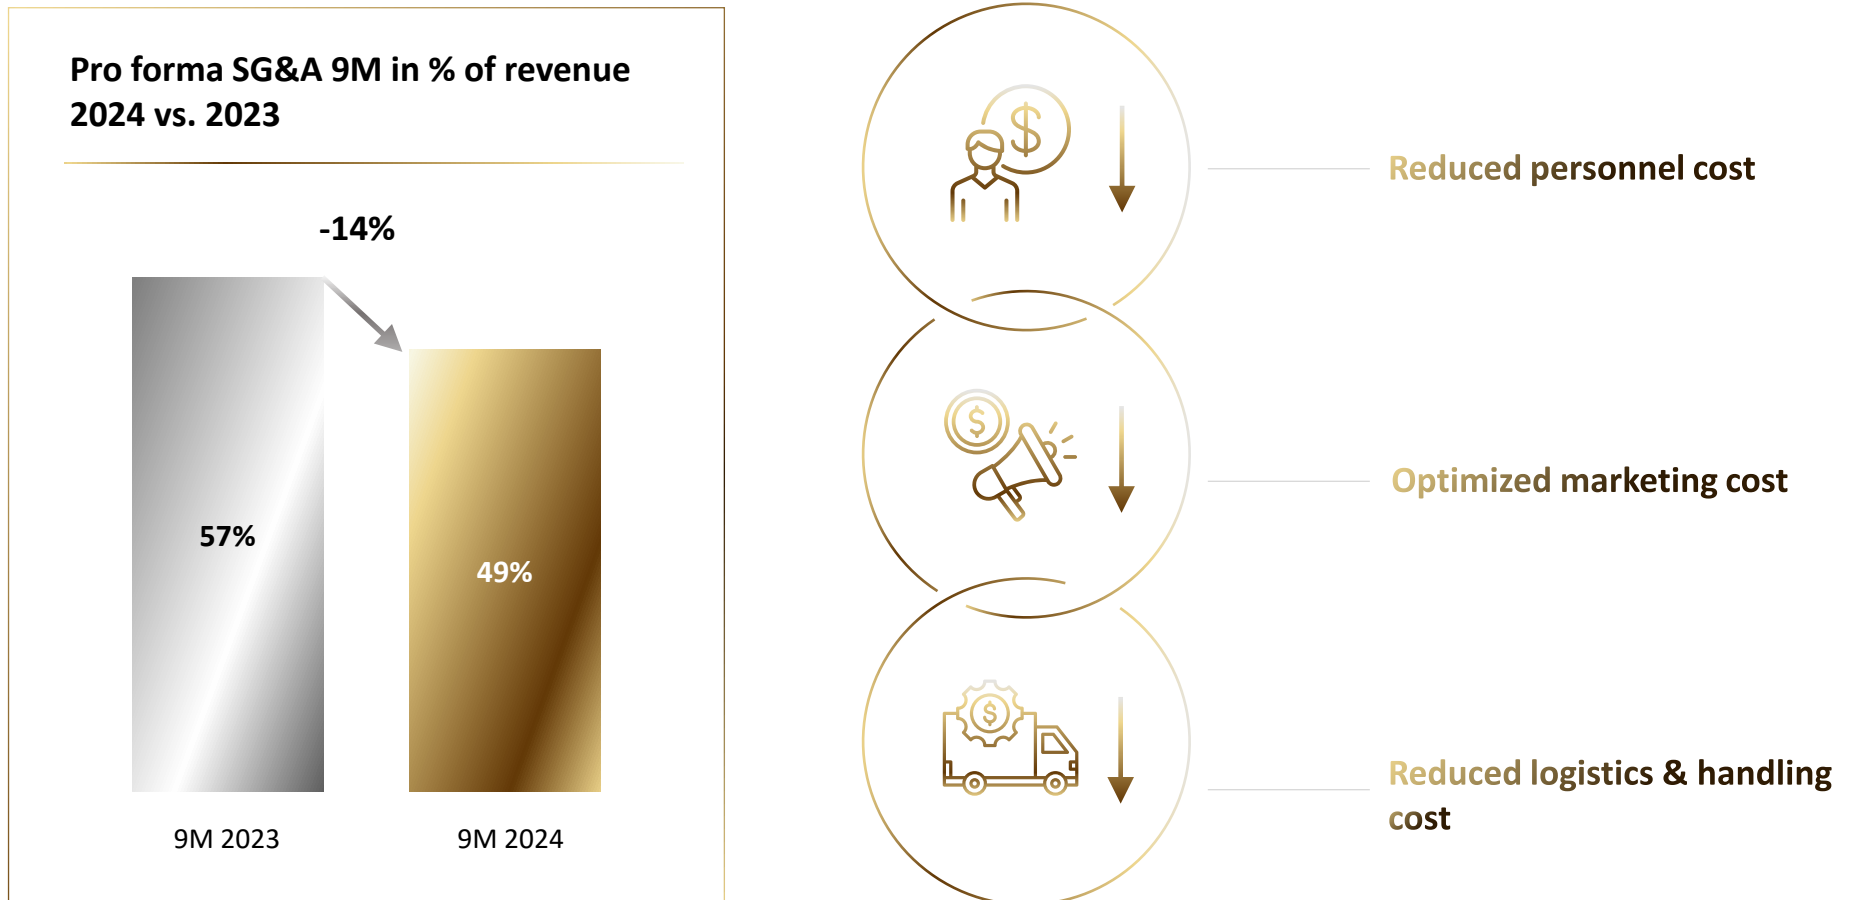 Pro forma SG&A 9M in % of revenue
2024 vs. 2023
-14%
57%
49%
9M 2023
9M 2024
$
Reduced personnel cost
$
Optimized marketing cost
$
Reduced logistics & handling
cost